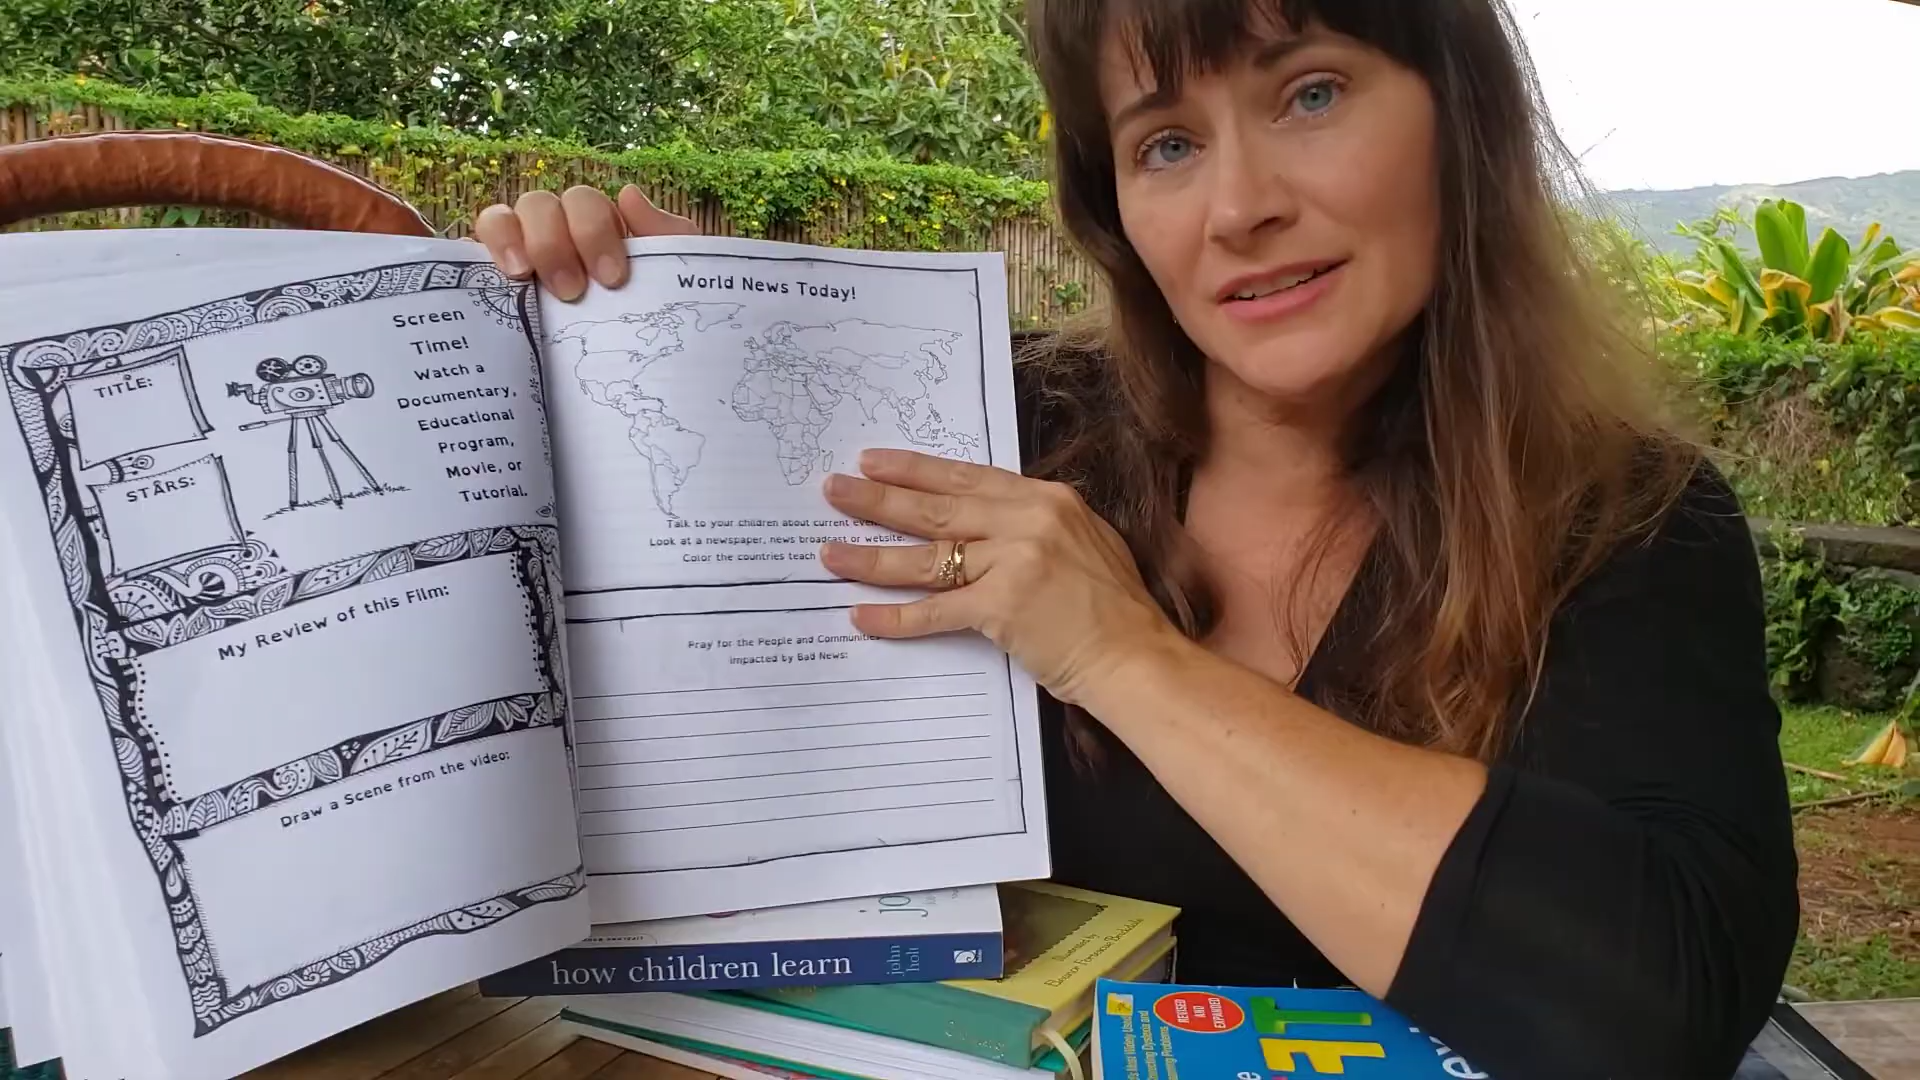 Screen
Time!
Watch a
Documentary,
Educational
Program,
Movie, or
Tutorial.
TITLE:
STARS:
My Review of this Film:
Draw a Scene from the video:
World News Today!
Talk to your children about current
Look at a newspaper, news broadcast or website.
Color the countries teach
Pray for the People and Communities
impacted by Bad News:
how children learn
john
holt
Illustrated by
REVISED
AND
EXPANDED